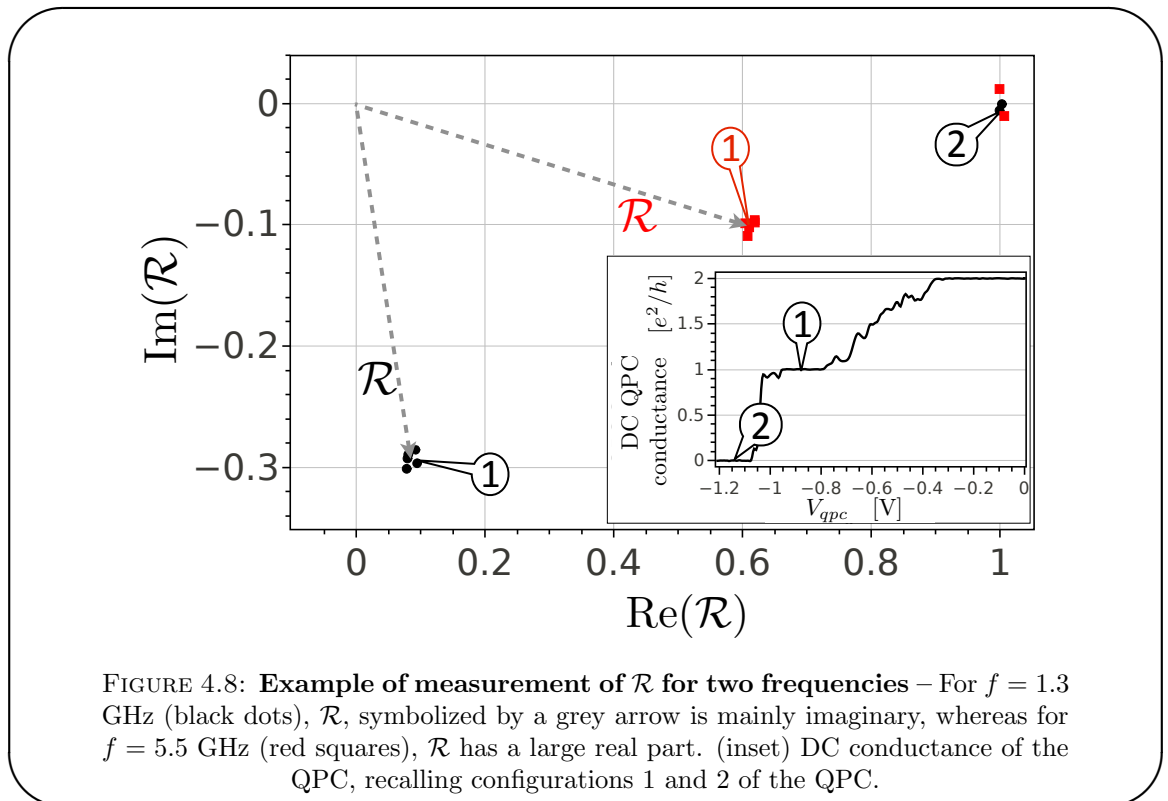 0
−0.1
−0.2
−0.3
Im(ℛ)
0 0.2 0.4 0.6 0.8 1
Re(ℛ)
1
2
ℛ
ℛ
1
DC QPC
conductance [e²/h]
2
1.5
1
0.5
0
1
2
−1.2 −1 −0.8 −0.6 −0.4 −0.2 0
V_qpc [V]
FIGURE 4.8: Example of measurement of ℛ for two frequencies – For f = 1.3
GHz (black dots), ℛ, symbolized by a grey arrow is mainly imaginary, whereas for
f = 5.5 GHz (red squares), ℛ has a large real part. (inset) DC conductance of the
QPC, recalling configurations 1 and 2 of the QPC.